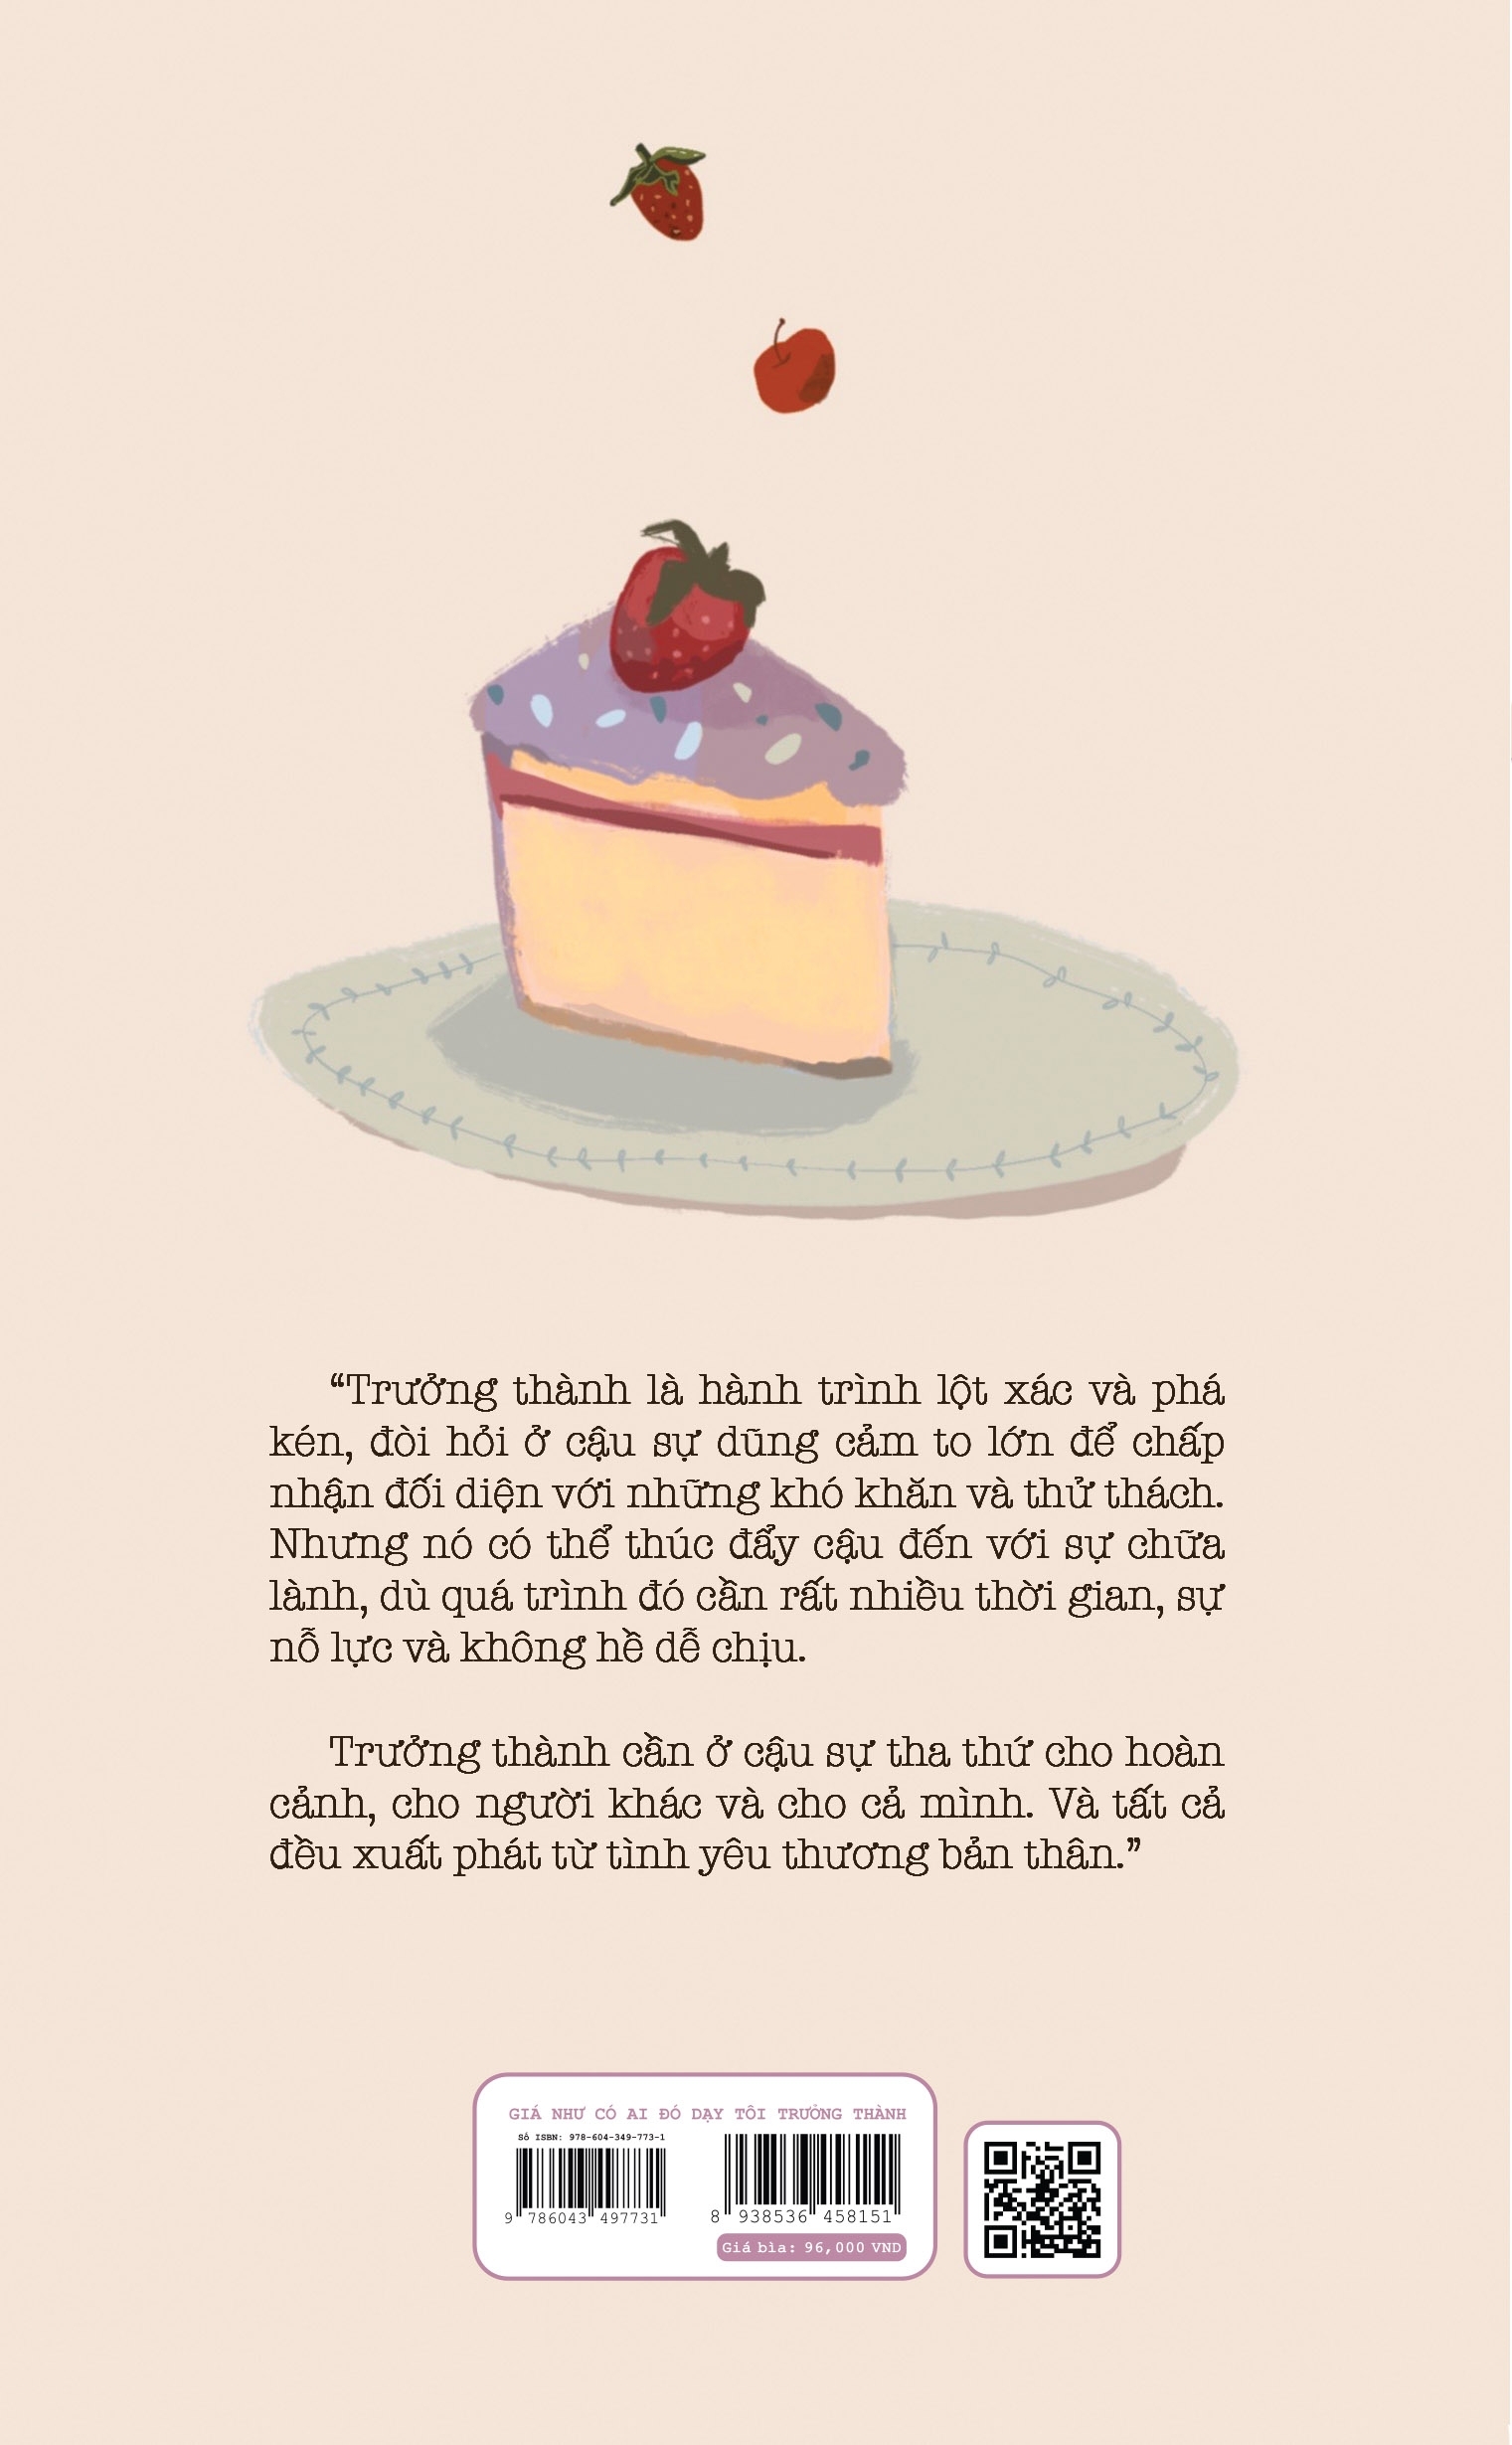 “Trưởng thành là hành trình lột xác và phá
kén, đòi hỏi ở cậu sự dũng cảm to lớn để chấp
nhận đối diện với những khó khăn và thử thách.
Nhưng nó có thể thúc đẩy cậu đến với sự chữa
lành, dù quá trình đó cần rất nhiều thời gian, sự
nỗ lực và không hề dễ chịu.
Trưởng thành cần ở cậu sự tha thứ cho hoàn
cảnh, cho người khác và cho cả mình. Và tất cả
đều xuất phát từ tình yêu thương bản thân.”
GIÁ NHƯ CÓ AI ĐÓ DẠY TÔI TRƯỞNG THÀNH
Số ISBN: 978-604-349-773-1
9 786043 497731
8 938536 458151
Giá bìa: 96,000 VND